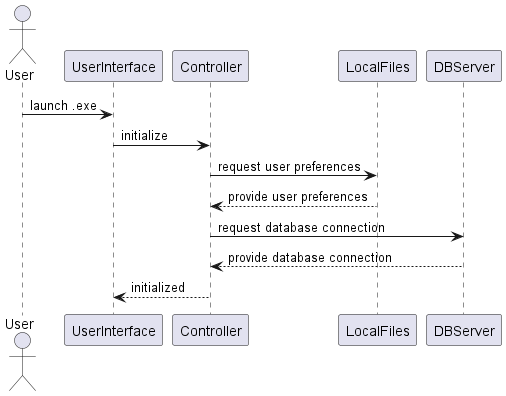 User
UserInterface
Controller
LocalFiles
DBServer
launch .exe
initialize
request user preferences
provide user preferences
request database connection
provide database connection
initialized
User
UserInterface
Controller
LocalFiles
DBServer